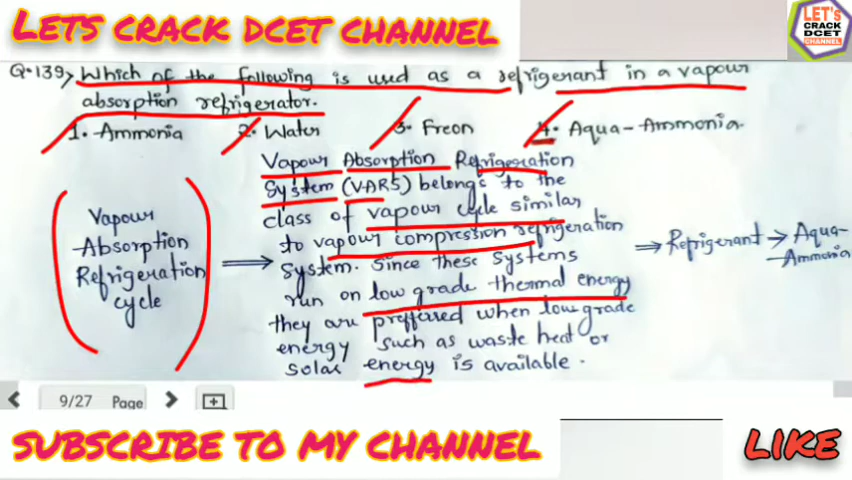 LETS CRACK DCET CHANNEL
LET'S
CRACK
DCET
CHANNEL
Q.139> Which of the following is used as a refrigerant in a vapour
absorption refrigerator.
1. Ammonia 2. Water 3. Freon 4. Aqua-Ammonia
Vapour Absorption Refrigeration
System (VARS) belongs to the
class of vapour cycle similar
to vapour compression refrigeration
system. Since these systems
run on low grade thermal energy
they are preffered when low grade
energy such as waste heat or
solar energy is available.
Vapour
Absorption
Refrigeration
cycle
⇒ Refrigerant → Aqua-
Ammonia
9/27 Page
SUBSCRIBE TO MY CHANNEL
LIKE